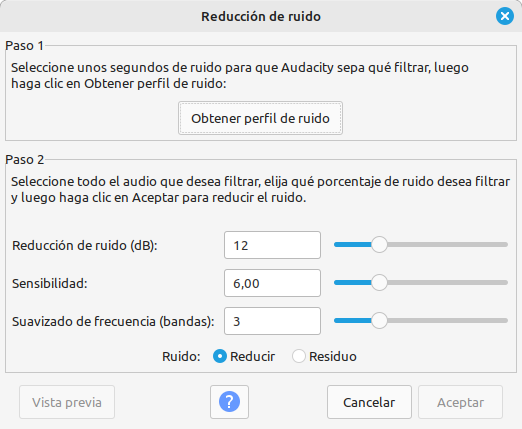 Reducción de ruido
Paso 1
Seleccione unos segundos de ruido para que Audacity sepa qué filtrar, luego
haga clic en Obtener perfil de ruido:
Obtener perfil de ruido
Paso 2
Seleccione todo el audio que desea filtrar, elija qué porcentaje de ruido desea filtrar
y luego haga clic en Aceptar para reducir el ruido.
Reducción de ruido (dB): 12
Sensibilidad: 6,00
Suavizado de frecuencia (bandas): 3
Ruido: Reducir Residuo
Vista previa ? Cancelar Aceptar